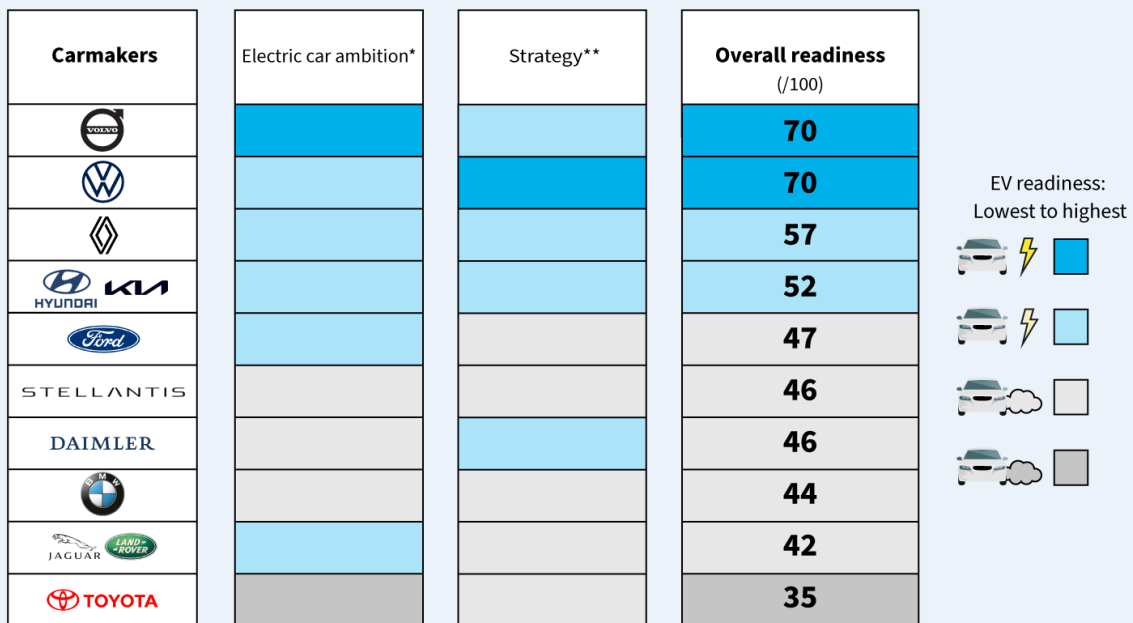 Carmakers
Electric car ambition*
Strategy**
Overall readiness
(/100)
VOLVO
70
70
57
HYUNDAI KIA
52
Ford
47
STELLANTIS
46
DAIMLER
46
BMW
44
JAGUAR LAND-
-ROVER
42
TOYOTA
35
EV readiness:
Lowest to highest